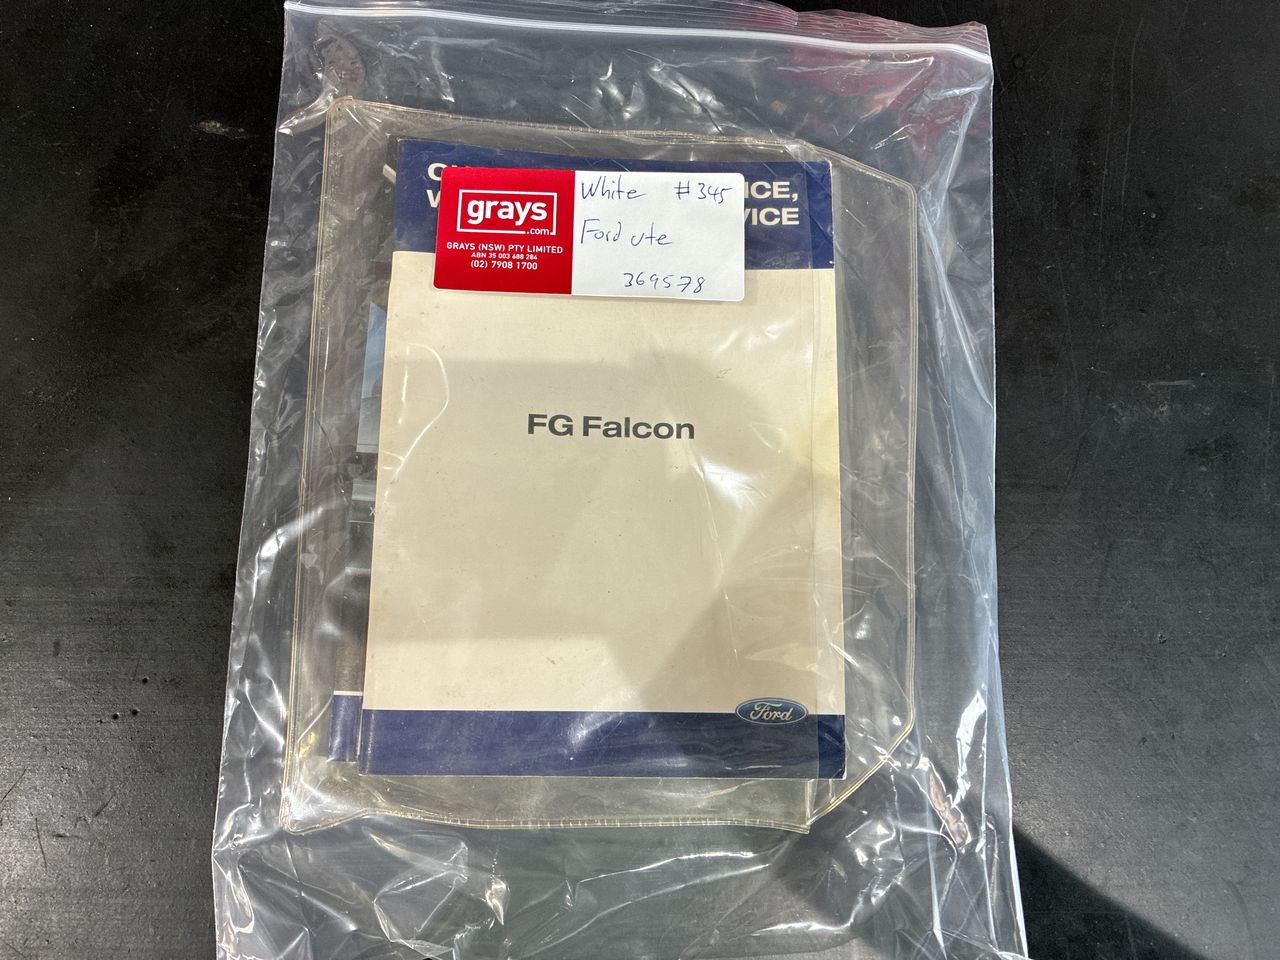 ICE,
VICE
grays
.com
GRAYS (NSW) PTY LIMITED
ABN 35 003 688 284
(02) 7908 1700
White #345
Ford ute
369578
FG Falcon
Ford